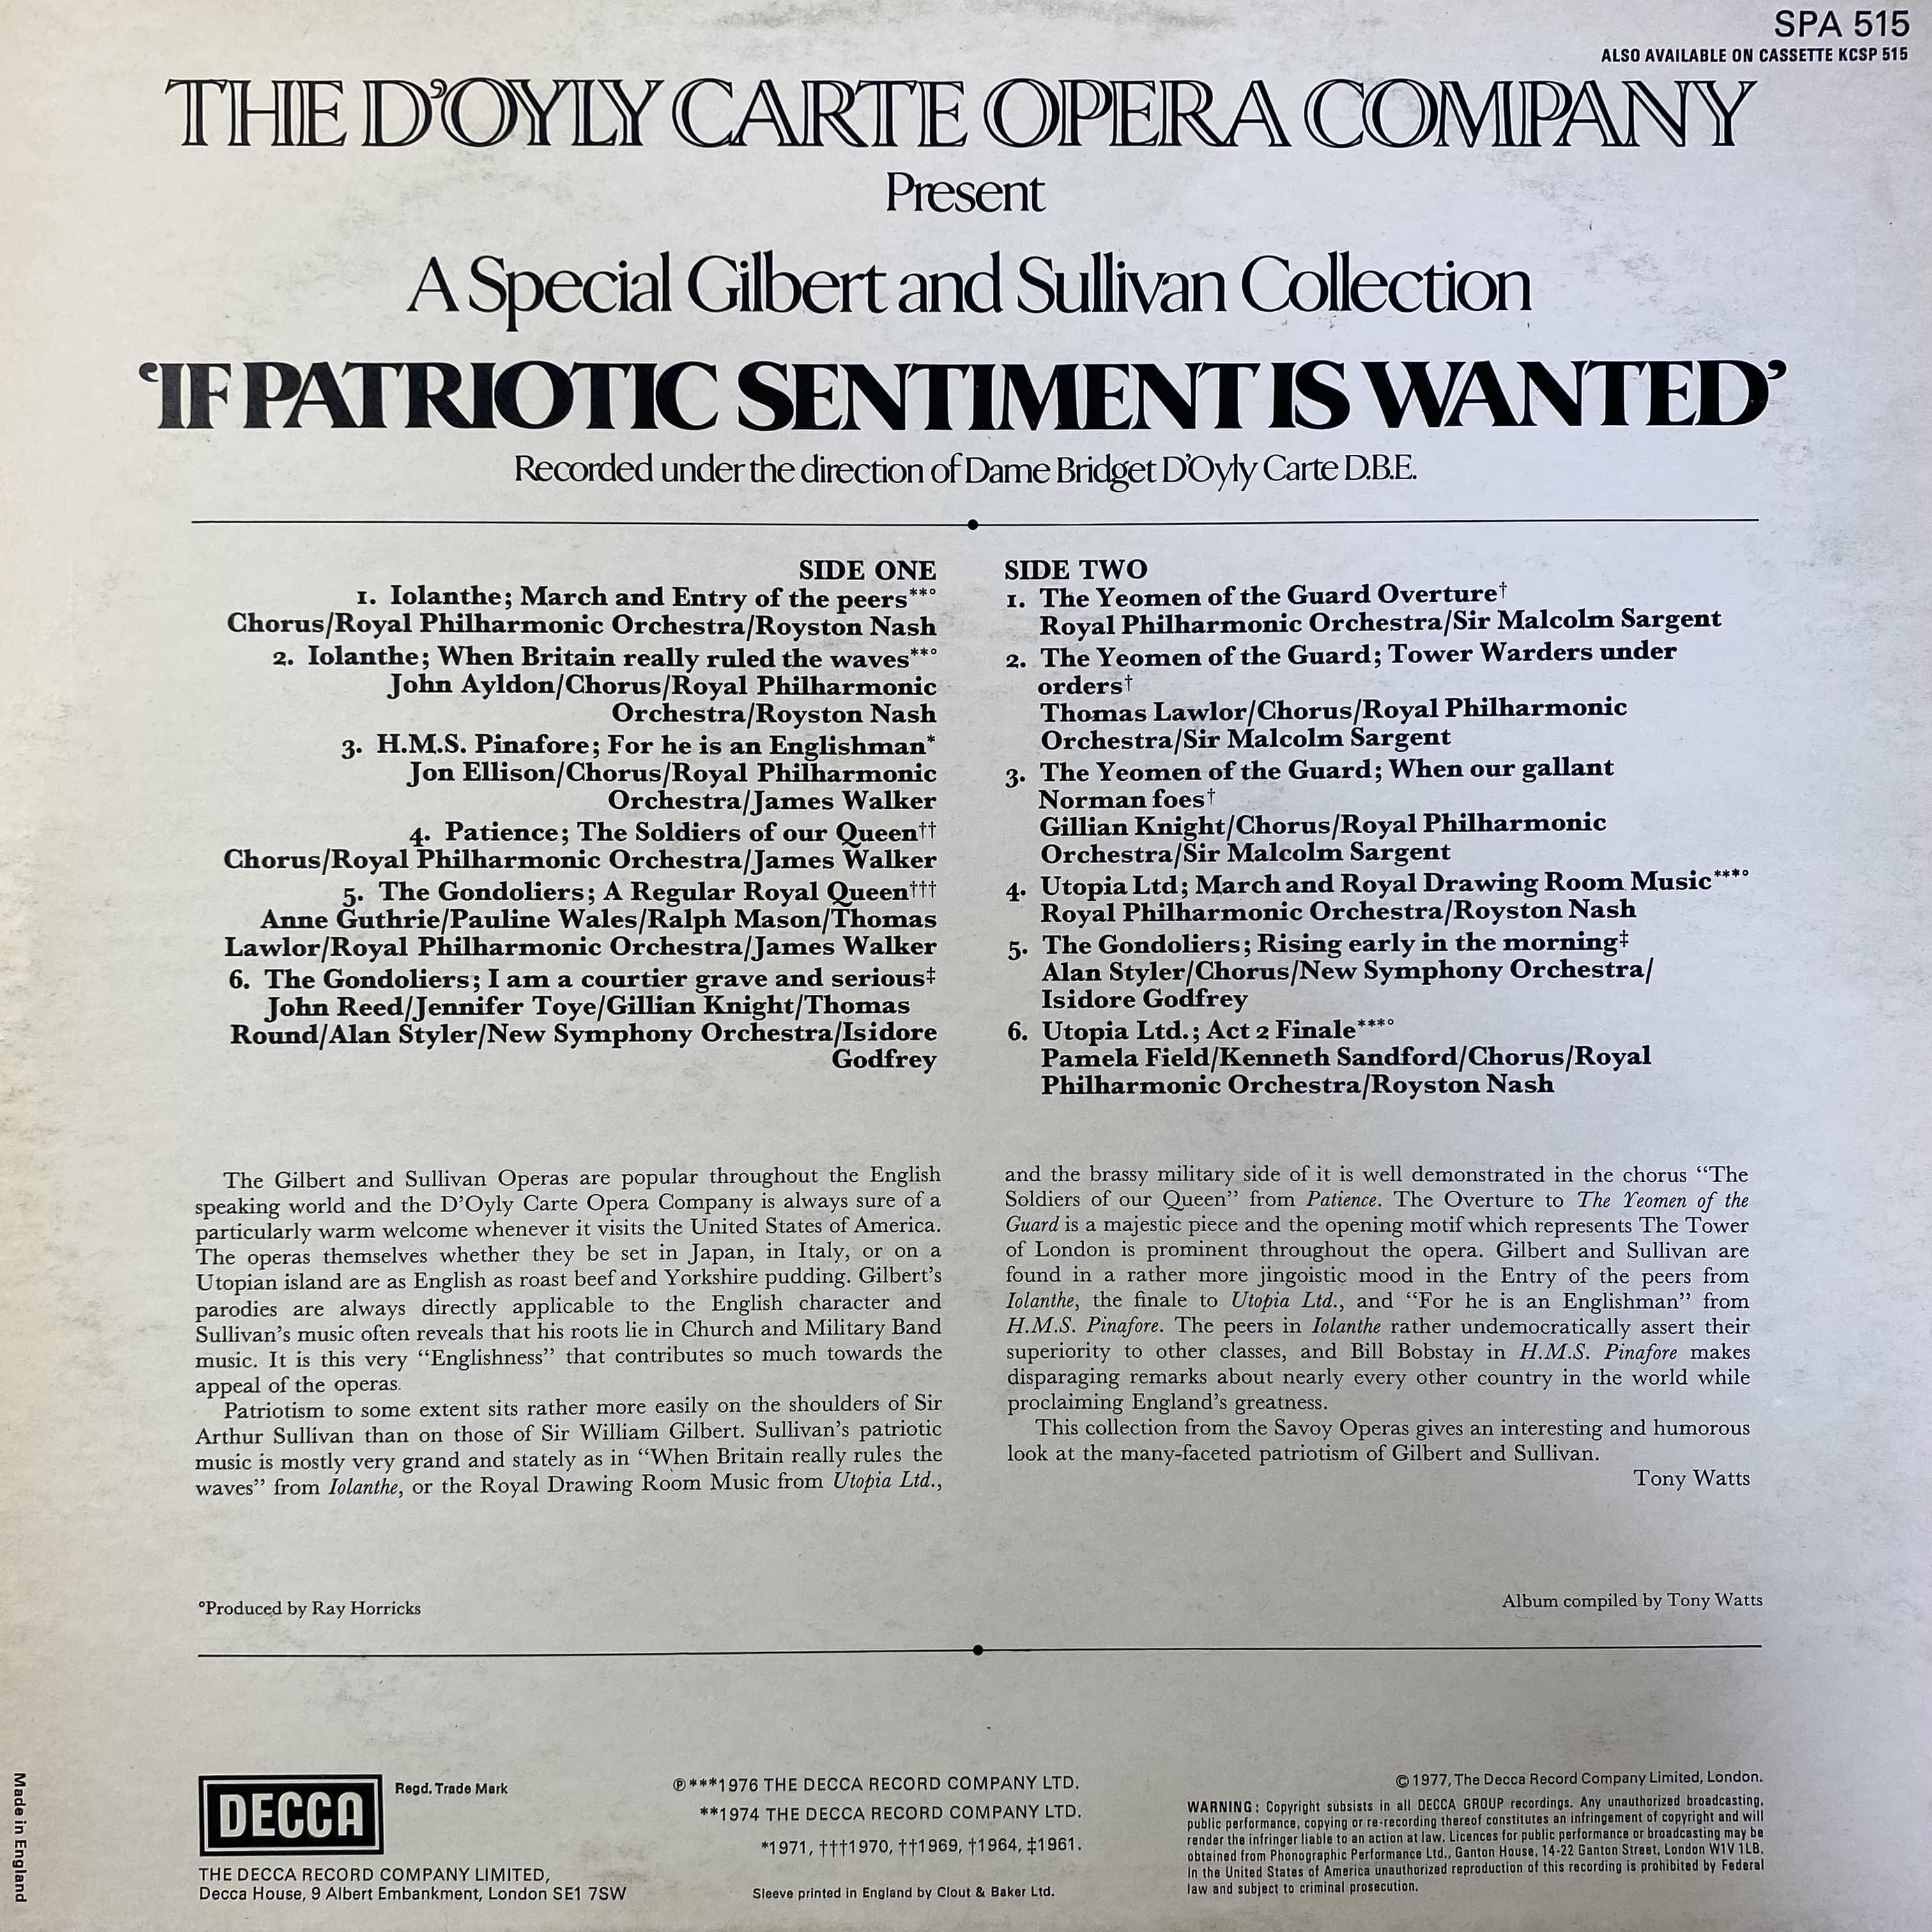 SPA 515
ALSO AVAILABLE ON CASSETTE KCSP 515
THE D'OYLY CARTE OPERA COMPANY
Present
A Special Gilbert and Sullivan Collection
‘IF PATRIOTIC SENTIMENT IS WANTED’
Recorded under the direction of Dame Bridget D'Oyly Carte D.B.E.
SIDE ONE
1. Iolanthe; March and Entry of the peers**°
Chorus/Royal Philharmonic Orchestra/Royston Nash
2. Iolanthe; When Britain really ruled the waves**°
John Ayldon/Chorus/Royal Philharmonic
Orchestra/Royston Nash
3. H.M.S. Pinafore; For he is an Englishman*
Jon Ellison/Chorus/Royal Philharmonic
Orchestra/James Walker
4. Patience; The Soldiers of our Queen††
Chorus/Royal Philharmonic Orchestra/James Walker
5. The Gondoliers; A Regular Royal Queen†††
Anne Guthrie/Pauline Wales/Ralph Mason/Thomas
Lawlor/Royal Philharmonic Orchestra/James Walker
6. The Gondoliers; I am a courtier grave and serious‡
John Reed/Jennifer Toye/Gillian Knight/Thomas
Round/Alan Styler/New Symphony Orchestra/Isidore
Godfrey
SIDE TWO
1. The Yeomen of the Guard Overture†
Royal Philharmonic Orchestra/Sir Malcolm Sargent
2. The Yeomen of the Guard; Tower Warders under
orders†
Thomas Lawlor/Chorus/Royal Philharmonic
Orchestra/Sir Malcolm Sargent
3. The Yeomen of the Guard; When our gallant
Norman foes†
Gillian Knight/Chorus/Royal Philharmonic
Orchestra/Sir Malcolm Sargent
4. Utopia Ltd; March and Royal Drawing Room Music***°
Royal Philharmonic Orchestra/Royston Nash
5. The Gondoliers; Rising early in the morning‡
Alan Styler/Chorus/New Symphony Orchestra/
Isidore Godfrey
6. Utopia Ltd.; Act 2 Finale***°
Pamela Field/Kenneth Sandford/Chorus/Royal
Philharmonic Orchestra/Royston Nash
The Gilbert and Sullivan Operas are popular throughout the English
speaking world and the D'Oyly Carte Opera Company is always sure of a
particularly warm welcome whenever it visits the United States of America.
The operas themselves whether they be set in Japan, in Italy, or on a
Utopian island are as English as roast beef and Yorkshire pudding. Gilbert's
parodies are always directly applicable to the English character and
Sullivan's music often reveals that his roots lie in Church and Military Band
music. It is this very “Englishness” that contributes so much towards the
appeal of the operas.
Patriotism to some extent sits rather more easily on the shoulders of Sir
Arthur Sullivan than on those of Sir William Gilbert. Sullivan's patriotic
music is mostly very grand and stately as in “When Britain really rules the
waves” from Iolanthe, or the Royal Drawing Room Music from Utopia Ltd.,
and the brassy military side of it is well demonstrated in the chorus “The
Soldiers of our Queen” from Patience. The Overture to The Yeomen of the
Guard is a majestic piece and the opening motif which represents The Tower
of London is prominent throughout the opera. Gilbert and Sullivan are
found in a rather more jingoistic mood in the Entry of the peers from
Iolanthe, the finale to Utopia Ltd., and “For he is an Englishman” from
H.M.S. Pinafore. The peers in Iolanthe rather undemocratically assert their
superiority to other classes, and Bill Bobstay in H.M.S. Pinafore makes
disparaging remarks about nearly every other country in the world while
proclaiming England's greatness.
This collection from the Savoy Operas gives an interesting and humorous
look at the many-faceted patriotism of Gilbert and Sullivan.
Tony Watts
°Produced by Ray Horricks
Album compiled by Tony Watts
Made in England
DECCA
Regd. Trade Mark
THE DECCA RECORD COMPANY LIMITED,
Decca House, 9 Albert Embankment, London SE1 7SW
℗***1976 THE DECCA RECORD COMPANY LTD.
**1974 THE DECCA RECORD COMPANY LTD.
*1971, †††1970, ††1969, †1964, ‡1961.
Sleeve printed in England by Clout & Baker Ltd.
©1977, The Decca Record Company Limited, London.
WARNING: Copyright subsists in all DECCA GROUP recordings. Any unauthorized broadcasting,
public performance, copying or re-recording thereof constitutes an infringement of copyright and will
render the infringer liable to an action at law. Licences for public performance or broadcasting may be
obtained from Phonographic Performance Ltd., Ganton House, 14-22 Ganton Street, London W1V 1LB.
In the United States of America unauthorized reproduction of this recording is prohibited by Federal
law and subject to criminal prosecution.